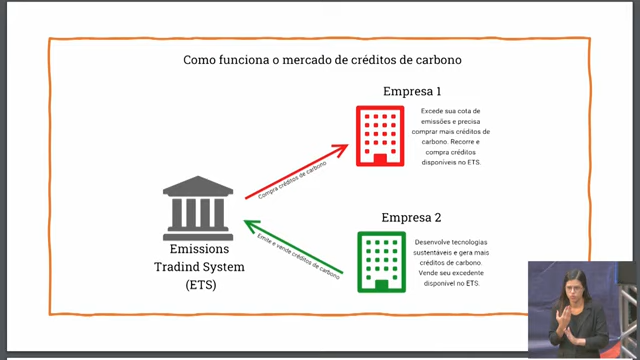 Como funciona o mercado de créditos de carbono
Empresa 1
Excede sua cota de
emissões e precisa
comprar mais créditos de
carbono. Recorre e
compra créditos
disponíveis no ETS.
Compra créditos de carbono
Emissions
Tradind System
(ETS)
Emite e vende créditos de carbono
Empresa 2
Desenvolve tecnologias
sustentáveis e gera mais
créditos de carbono.
Vende seu excedente
disponível no ETS.